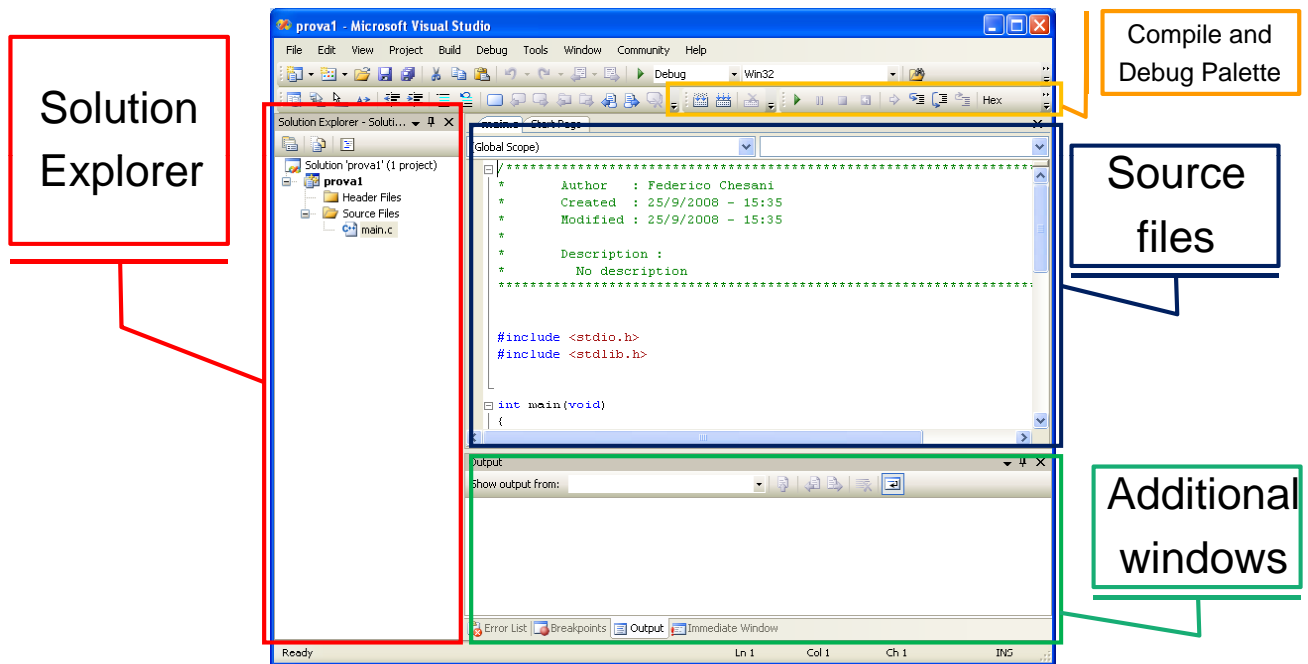 prova1 - Microsoft Visual Studio
File Edit View Project Build Debug Tools Window Community Help
Debug Win32
Hex
Compile and
Debug Palette
Solution
Explorer
Solution Explorer - Soluti...
Solution 'prova1' (1 project)
prova1
Header Files
Source Files
main.c
main.c Start Page
(Global Scope)
/********************************************************************
* Author : Federico Chesani
* Created : 25/9/2008 - 15:35
* Modified : 25/9/2008 - 15:35
*
* Description :
* No description
********************************************************************
#include <stdio.h>
#include <stdlib.h>
int main(void)
{
Source
files
Output
Show output from:
Additional
windows
Error List Breakpoints Output Immediate Window
Ready Ln 1 Col 1 Ch 1 INS